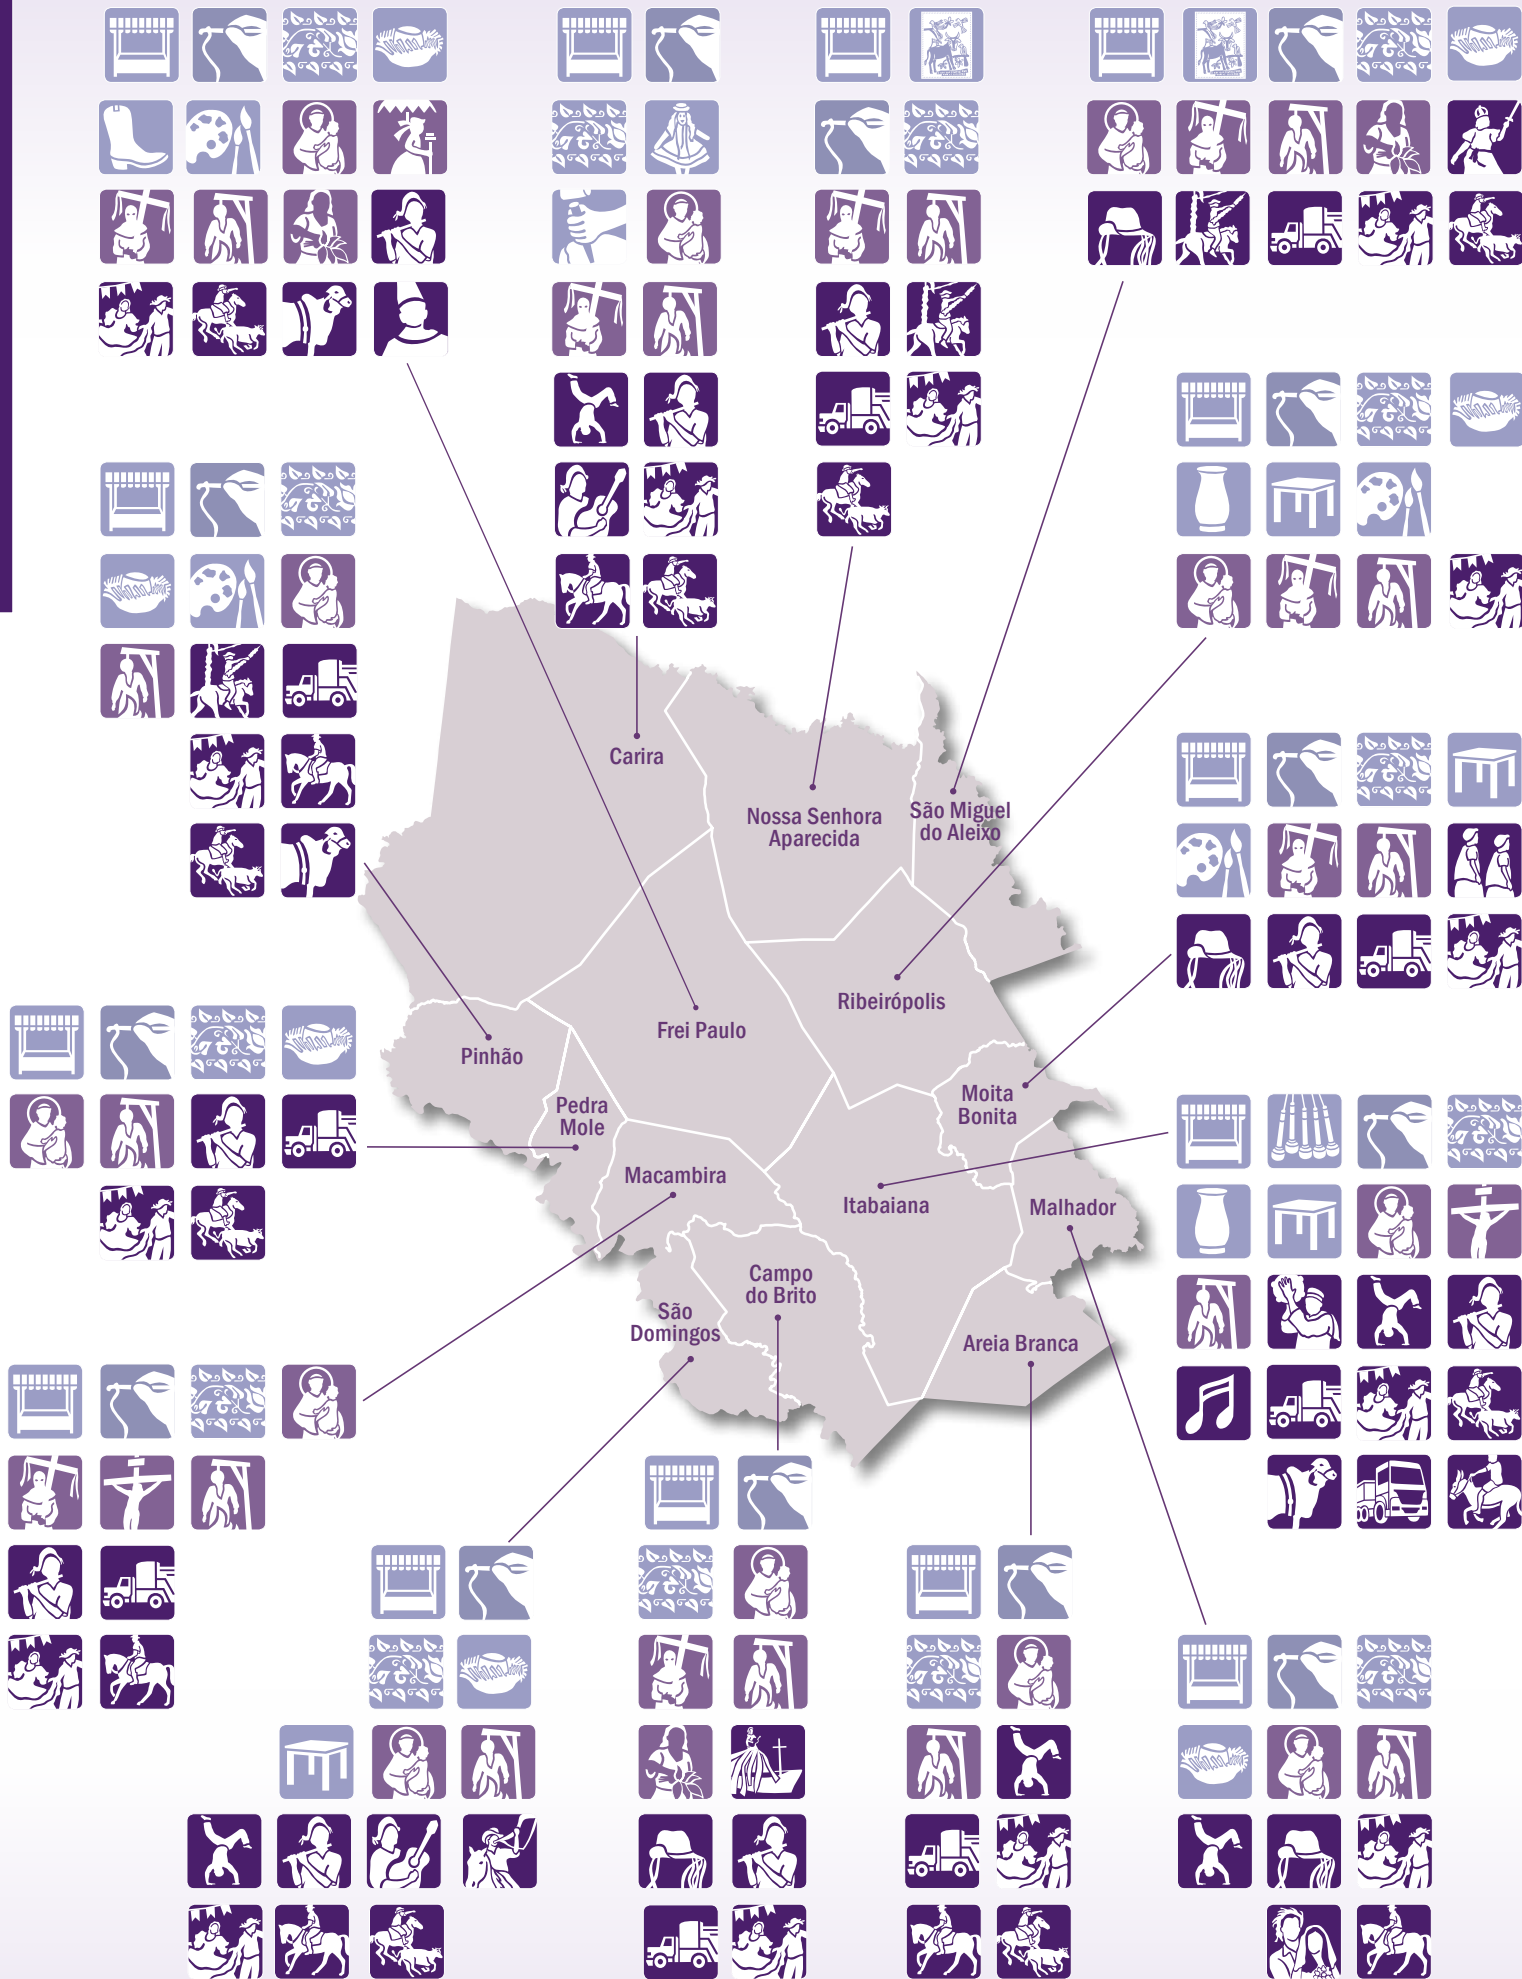 Carira
Nossa Senhora
Aparecida
São Miguel
do Aleixo
Ribeirópolis
Frei Paulo
Pinhão
Moita
Bonita
Pedra
Mole
Macambira
Itabaiana
Malhador
Campo
do Brito
São
Domingos
Areia Branca